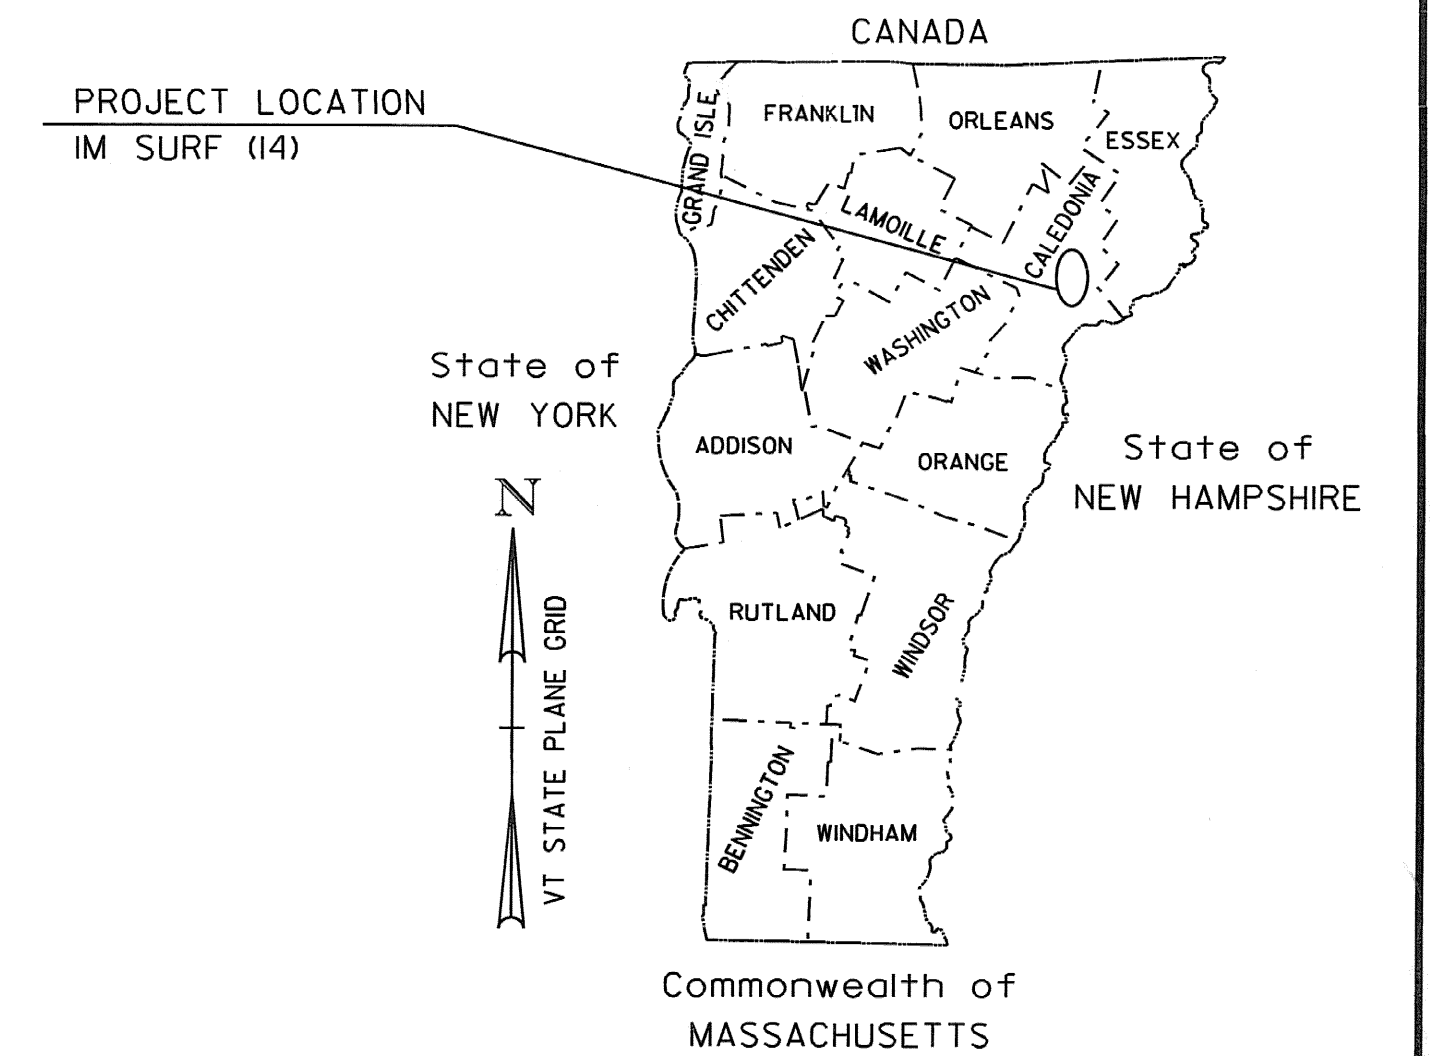 CANADA
PROJECT LOCATION
IM SURF (14)
GRAND ISLE
FRANKLIN
ORLEANS
ESSEX
CALEDONIA
LAMOILLE
CHITTENDEN
WASHINGTON
State of
NEW YORK
ADDISON
ORANGE
State of
NEW HAMPSHIRE
N
VT STATE PLANE GRID
RUTLAND
WINDSOR
BENNINGTON
WINDHAM
Commonwealth of
MASSACHUSETTS